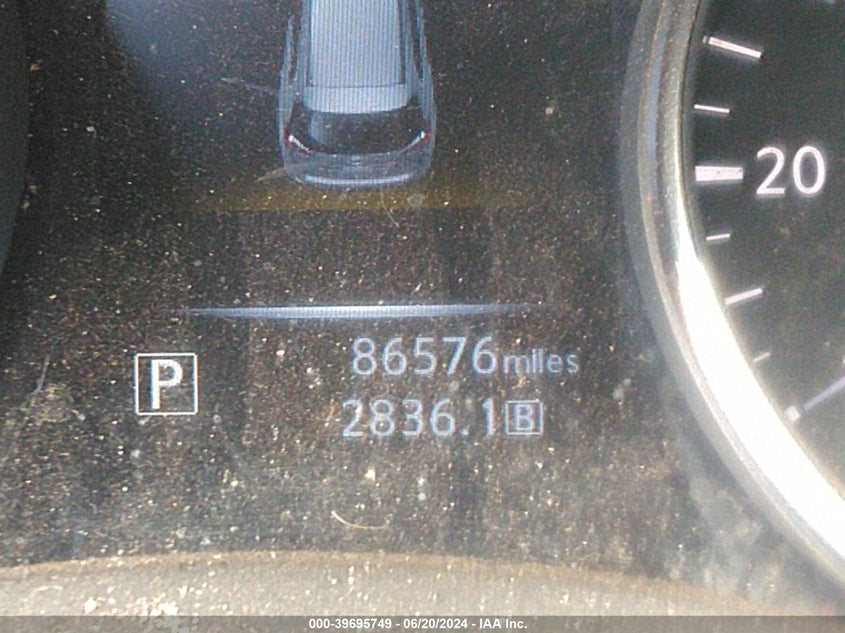 20
86576 miles
P
2836.1 B
000-39695749 - 06/20/2024 - IAA Inc.